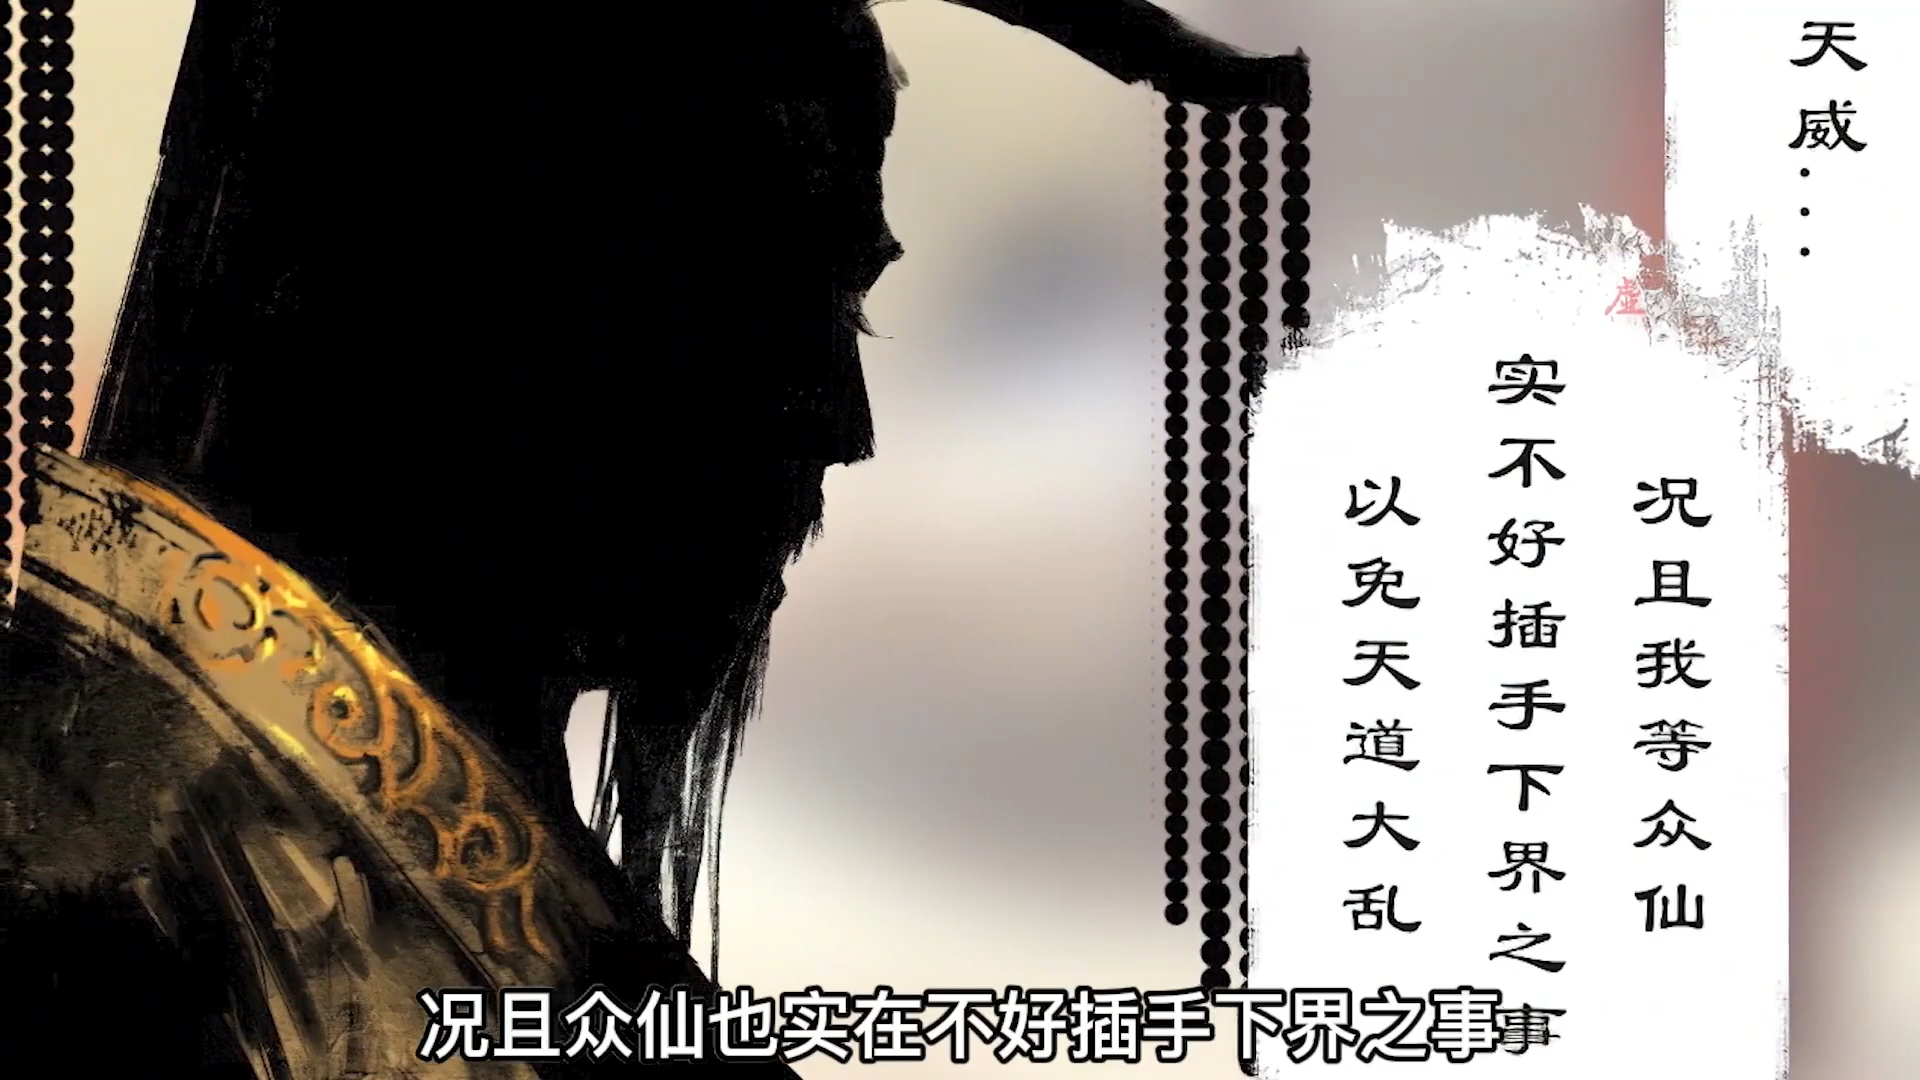 天威……
虚
况且我等众仙
实不好插手下界之事
以免天道大乱
况且众仙也实在不好插手下界之事